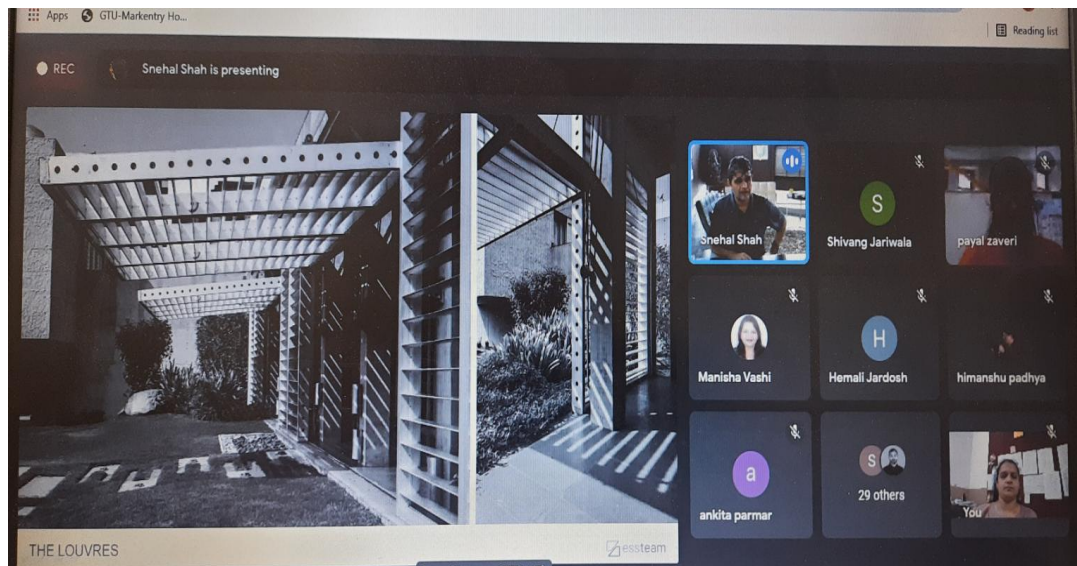 Apps GTU-Markentry Ho...
Reading list
REC Snehal Shah is presenting
Snehal Shah
S
Shivang Jariwala
payal zaveri
Manisha Vashi
H
Hemali Jardosh
himanshu padhya
a
ankita parmar
S
29 others
You
THE LOUVRES
essteam